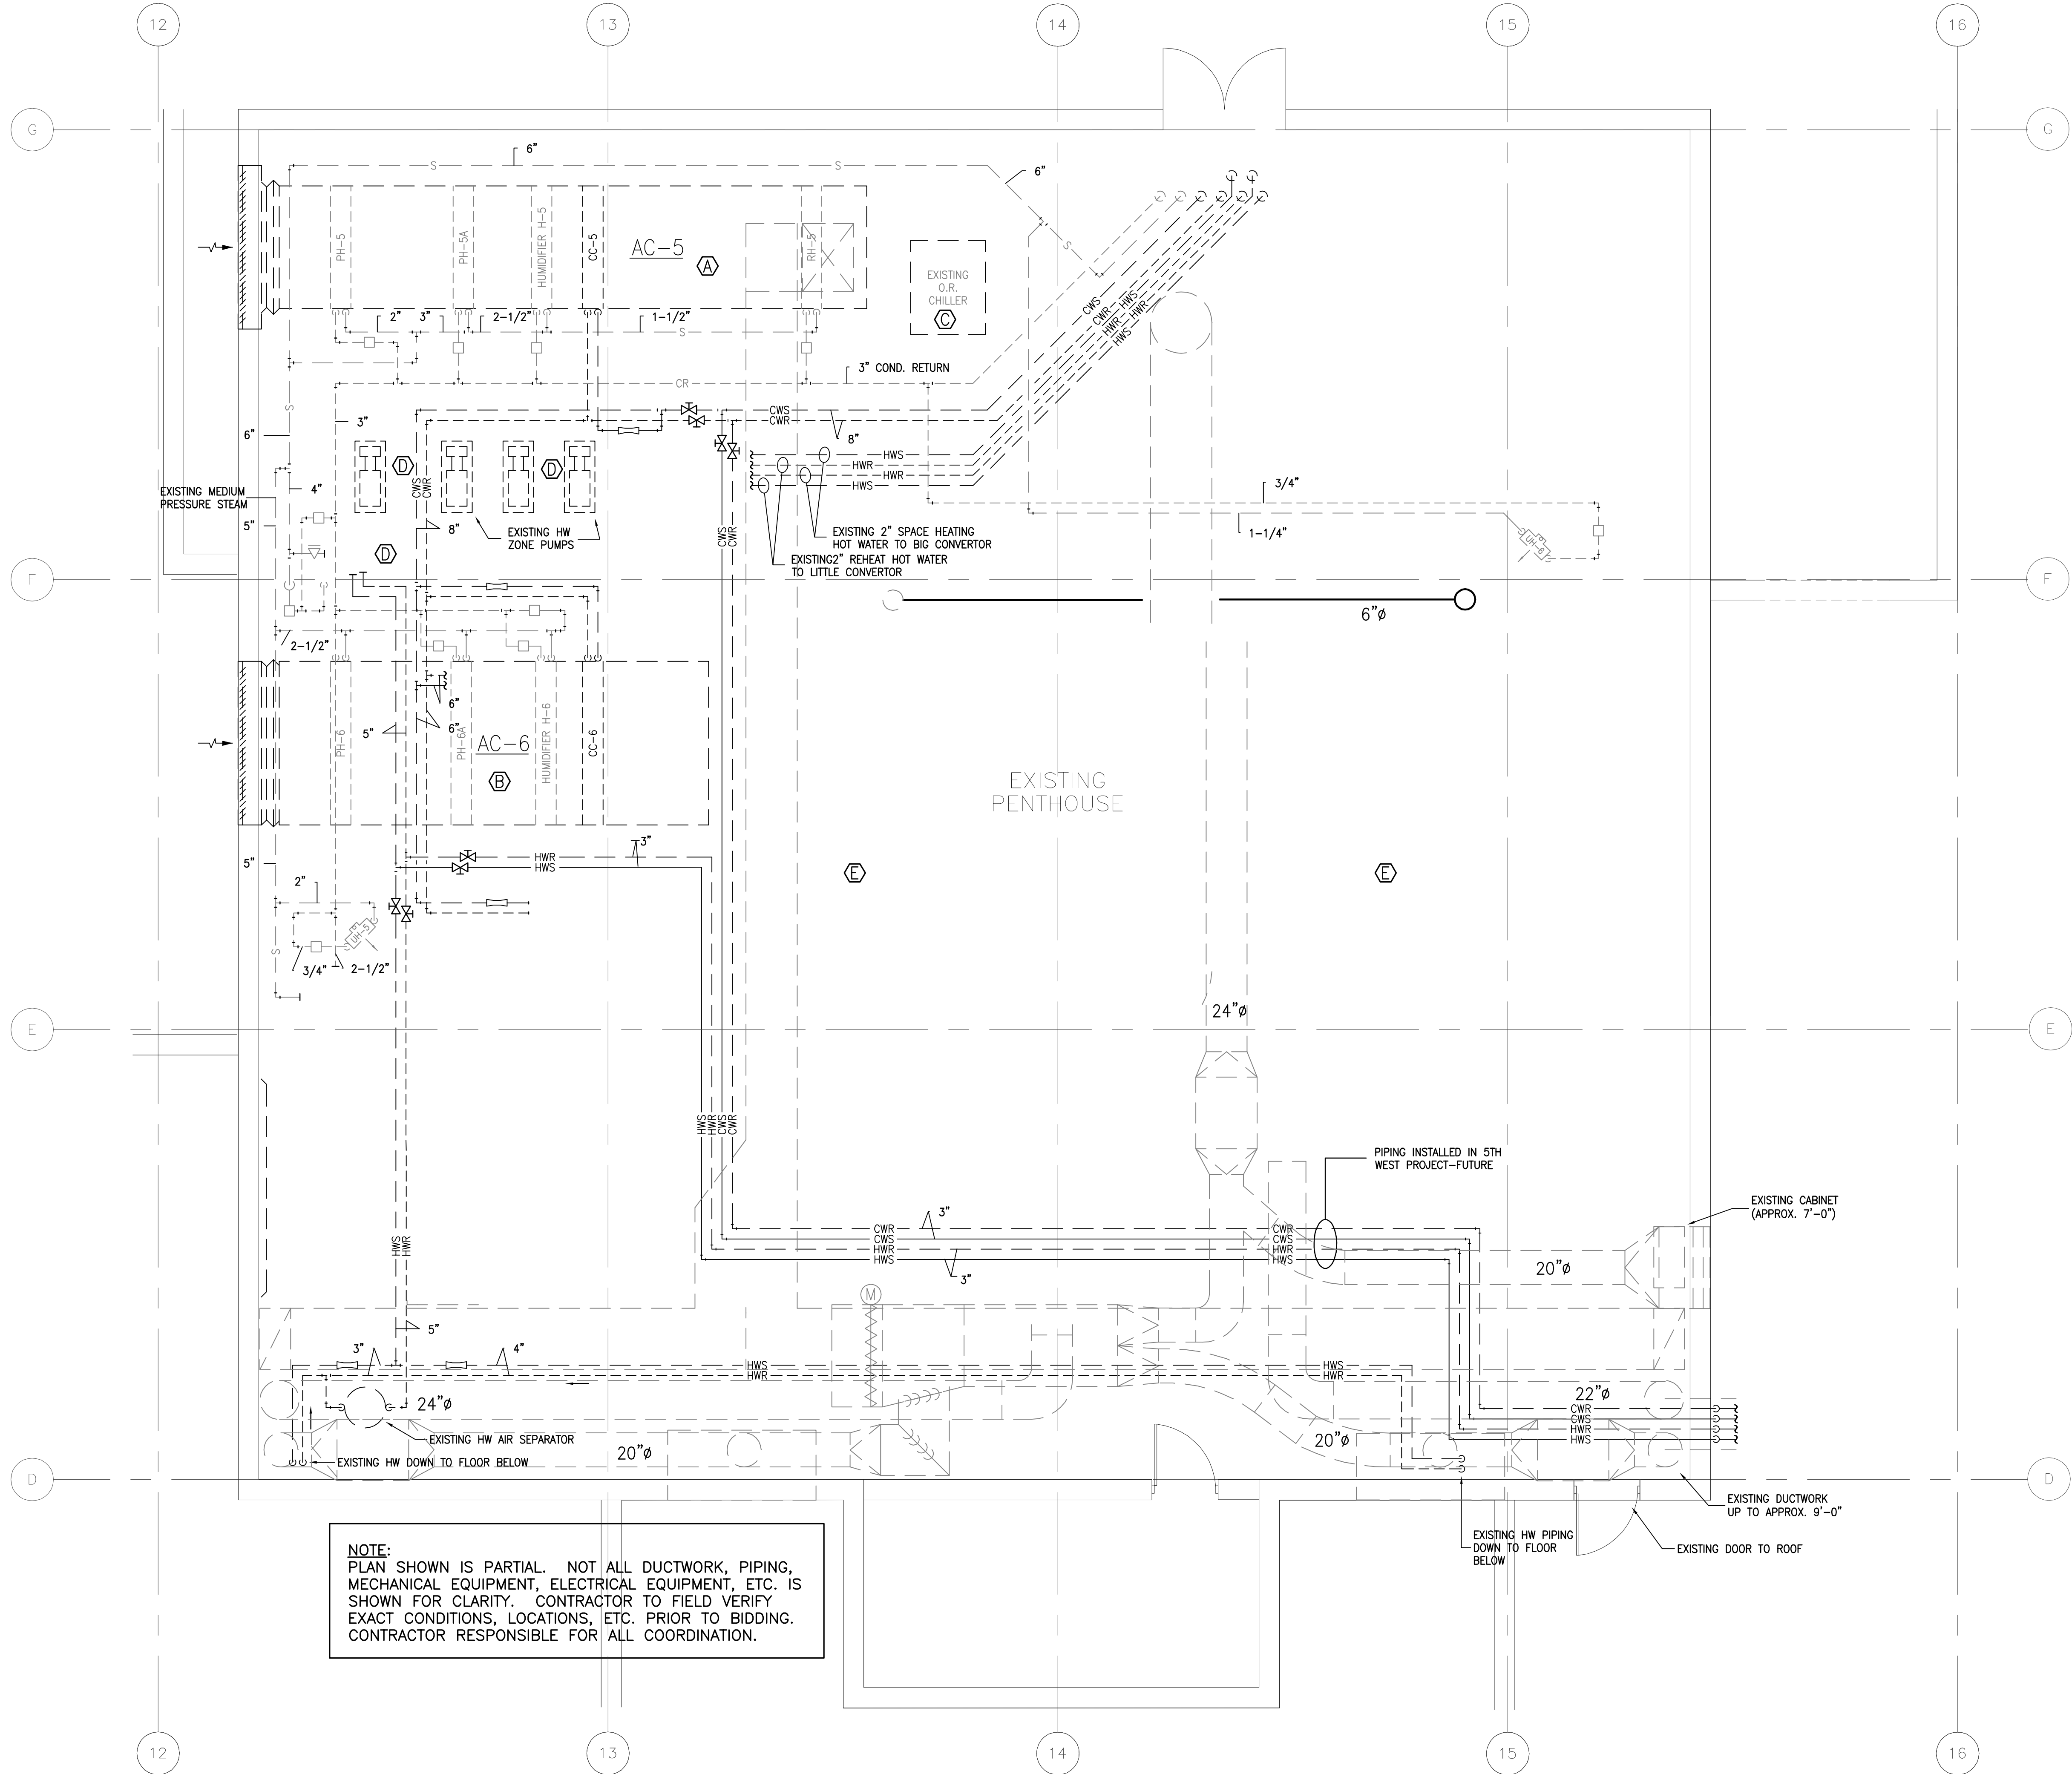 12
13
14
15
16
G
G
6"
S
S
6"
PH-5
PH-5A
HUMIDIFIER H-5
CC-5
AC-5
A
RH-5
EXISTING
O.R.
CHILLER
C
S
CWS
CWR
HWS
HWR
HWR
HWS
HWR
2"
3"
2-1/2"
1-1/2"
S
3" COND. RETURN
CR
S
3"
CWS
CWR
8"
6"
D
D
HWS
HWR
HWR
HWS
4"
EXISTING MEDIUM
PRESSURE STEAM
CWS
CWR
3/4"
5"
8"
EXISTING HW
ZONE PUMPS
CWS
CWR
EXISTING 2" SPACE HEATING
HOT WATER TO BIG CONVERTOR
1-1/4"
UH-6
D
EXISTING2" REHEAT HOT WATER
TO LITTLE CONVERTOR
F
F
6"ø
2-1/2"
6"
6"
5"
PH-6
PH-6A
AC-6
HUMIDIFIER H-6
CC-6
B
EXISTING
PENTHOUSE
3"
HWR
HWS
5"
E
E
2"
UH-5
S
3/4"
2-1/2"
24"ø
E
E
HWS
HWR
CWS
CWR
PIPING INSTALLED IN 5TH
WEST PROJECT-FUTURE
EXISTING CABINET
(APPROX. 7'-0")
3"
HWS
HWR
CWR
CWS
HWR
HWS
CWR
CWS
HWR
HWS
3"
20"ø
M
5"
3"
4"
HWS
HWR
HWS
HWR
24"ø
22"ø
CWR
CWS
HWR
HWS
EXISTING HW AIR SEPARATOR
20"ø
20"ø
EXISTING HW DOWN TO FLOOR BELOW
D
D
EXISTING DUCTWORK
UP TO APPROX. 9'-0"
EXISTING HW PIPING
DOWN TO FLOOR
BELOW
EXISTING DOOR TO ROOF
NOTE:
PLAN SHOWN IS PARTIAL. NOT ALL DUCTWORK, PIPING,
MECHANICAL EQUIPMENT, ELECTRICAL EQUIPMENT, ETC. IS
SHOWN FOR CLARITY. CONTRACTOR TO FIELD VERIFY
EXACT CONDITIONS, LOCATIONS, ETC. PRIOR TO BIDDING.
CONTRACTOR RESPONSIBLE FOR ALL COORDINATION.
12
13
14
15
16